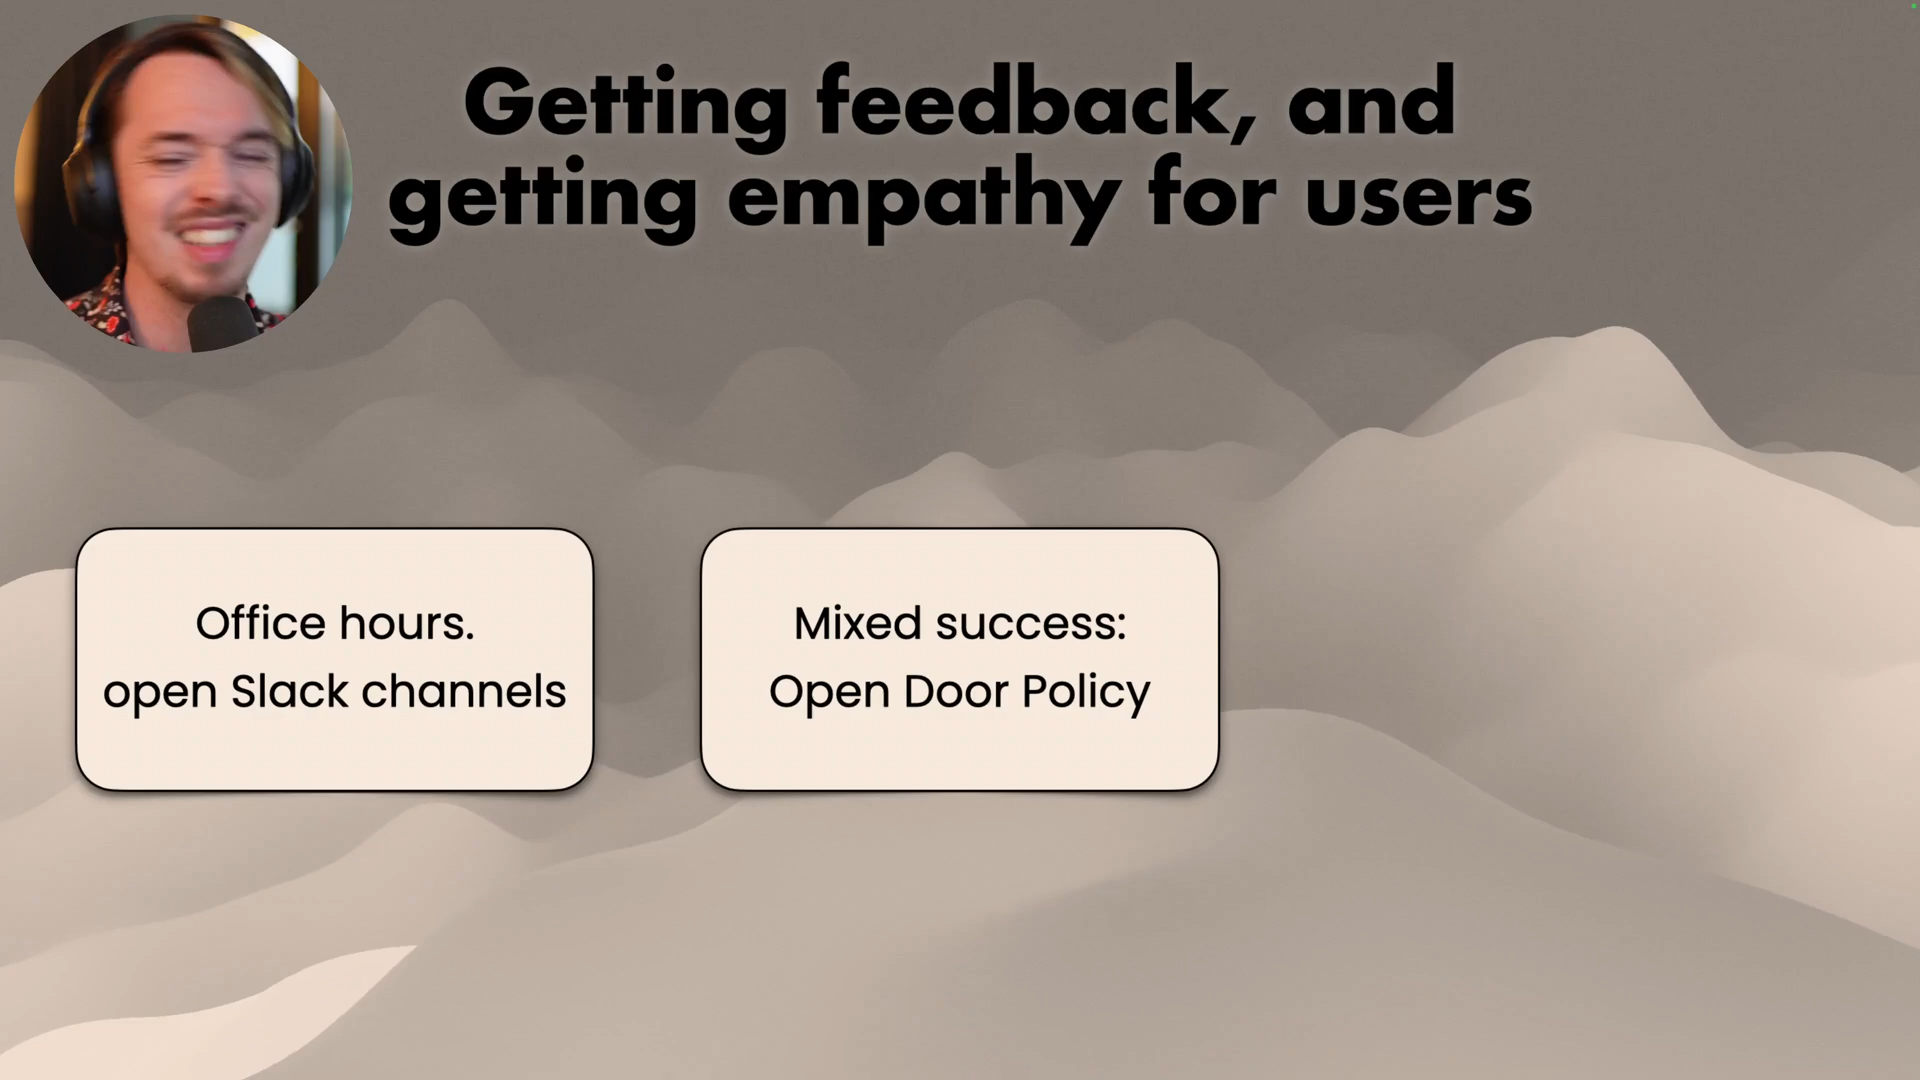 Getting feedback, and
getting empathy for users
Office hours.
open Slack channels
Mixed success:
Open Door Policy